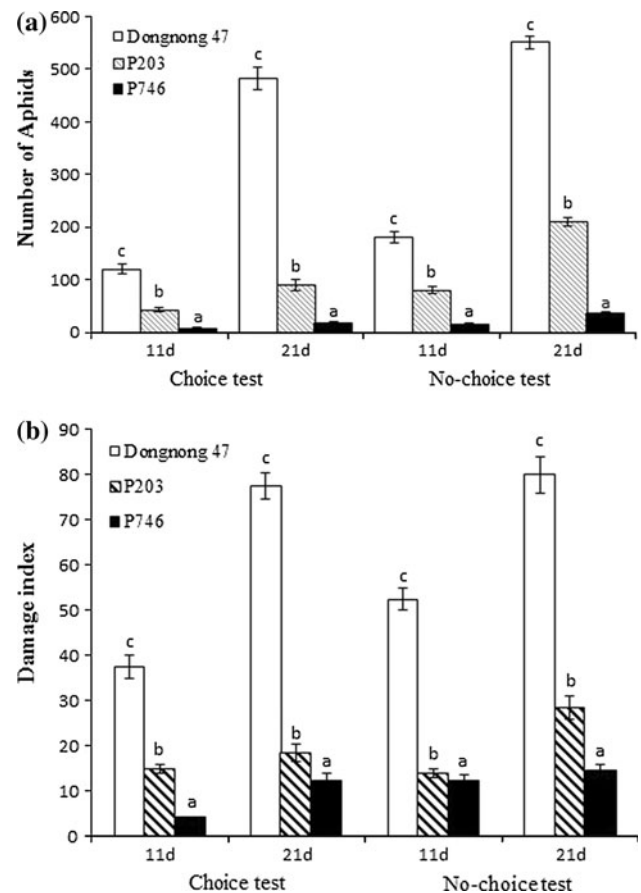 (a)
600
500
400
300
200
100
0
Number of Aphids
Dongnong 47
P203
P746
c b a c b a c b a c b a
11d 21d 11d 21d
Choice test No-choice test
(b)
90
80
70
60
50
40
30
20
10
0
Damage index
Dongnong 47
P203
P746
c b a c b a c b a c b a
11d 21d 11d 21d
Choice test No-choice test